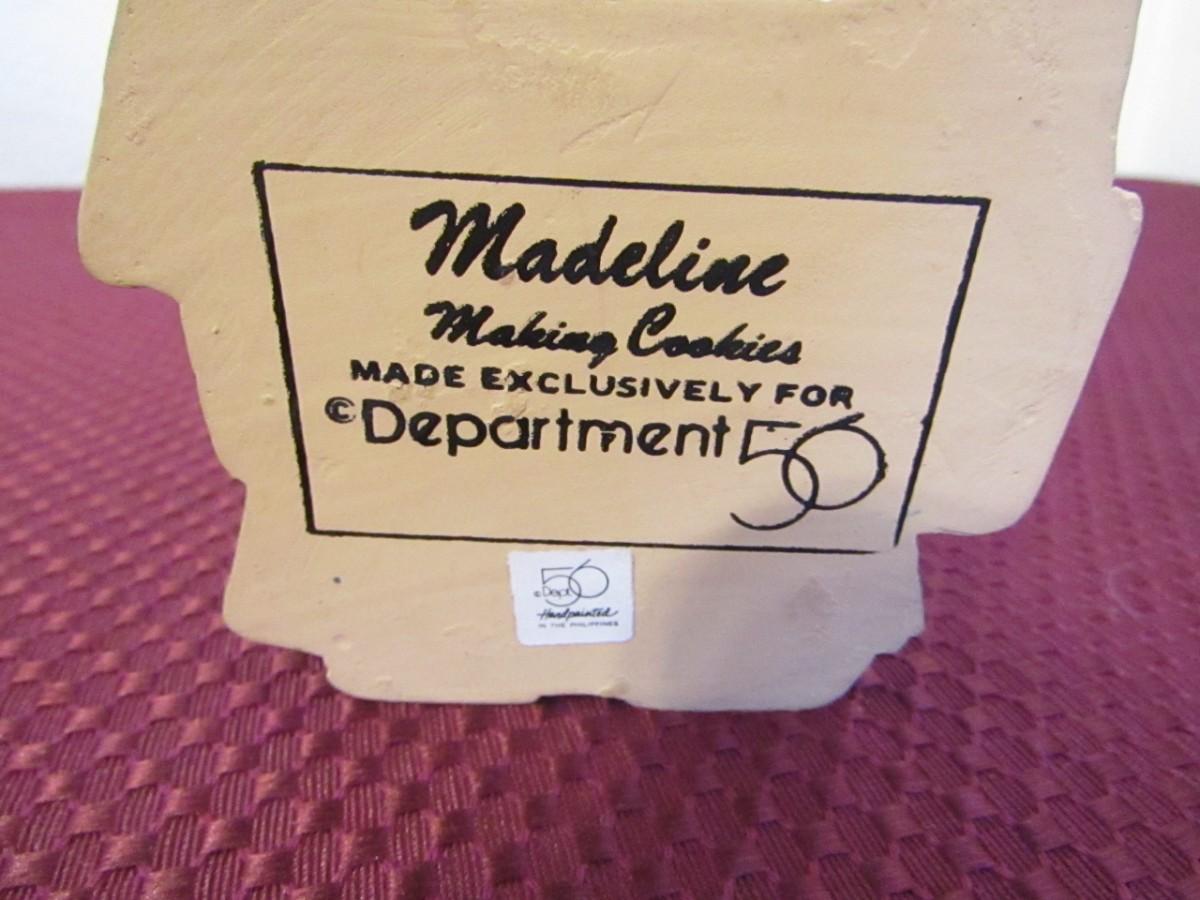 Madeline
Making Cookies
MADE EXCLUSIVELY FOR
©Department 56
56
©Dept
Handpainted
IN THE PHILIPPINES